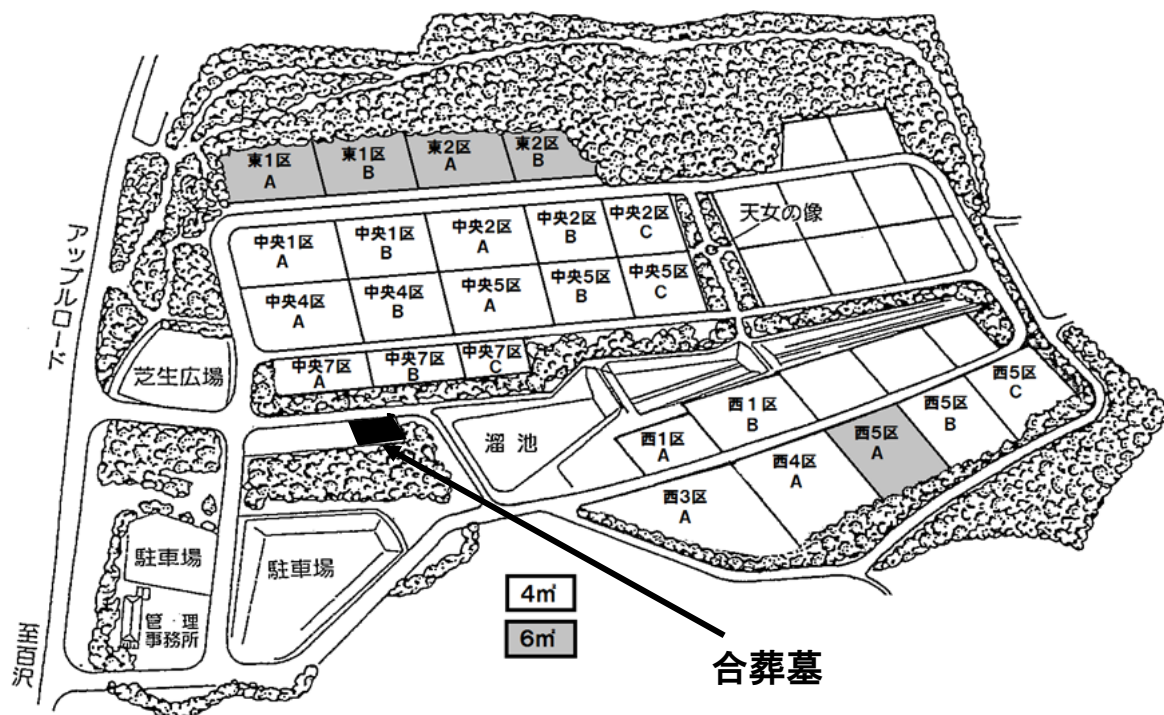 東1区
A
東1区
B
東2区
A
東2区
B
中央1区
A
中央1区
B
中央2区
A
中央2区
B
中央2区
C
天女の像
中央4区
A
中央4区
B
中央5区
A
中央5区
B
中央5区
C
アップルロード
芝生広場
中央7区
A
中央7区
B
中央7区
C
溜池
西1区
A
西1区
B
西3区
A
西4区
A
西5区
A
西5区
B
西5区
C
駐車場
駐車場
管理
事務所
至百沢
4㎡
6㎡
合葬墓